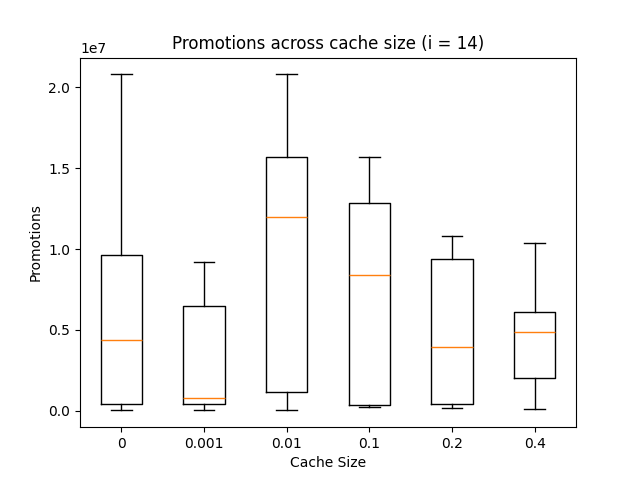 Promotions across cache size (i = 14)
1e7
2.0
1.5
1.0
0.5
0.0
Promotions
0 0.001 0.01 0.1 0.2 0.4
Cache Size